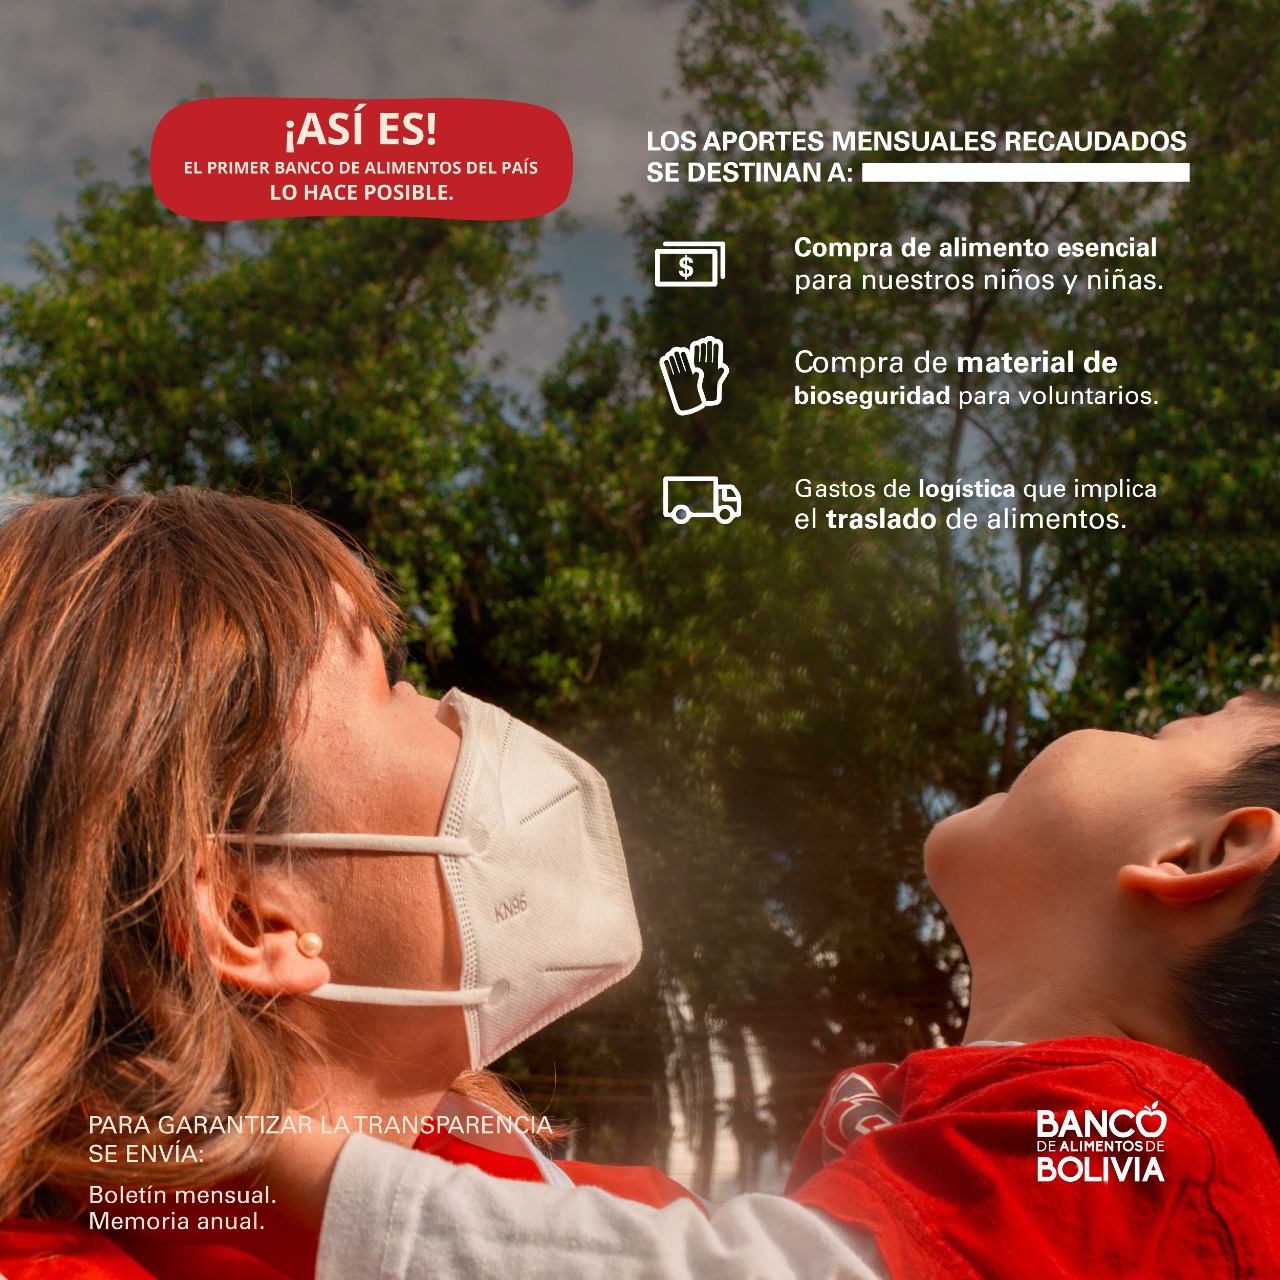 ¡ASÍ ES!
EL PRIMER BANCO DE ALIMENTOS DEL PAÍS
LO HACE POSIBLE.
LOS APORTES MENSUALES RECAUDADOS
SE DESTINAN A:
$
Compra de alimento esencial
para nuestros niños y niñas.
Compra de material de
bioseguridad para voluntarios.
Gastos de logística que implica
el traslado de alimentos.
KN95
PARA GARANTIZAR LA TRANSPARENCIA
SE ENVÍA:
Boletín mensual.
Memoria anual.
BANCO
DE ALIMENTOS DE
BOLIVIA